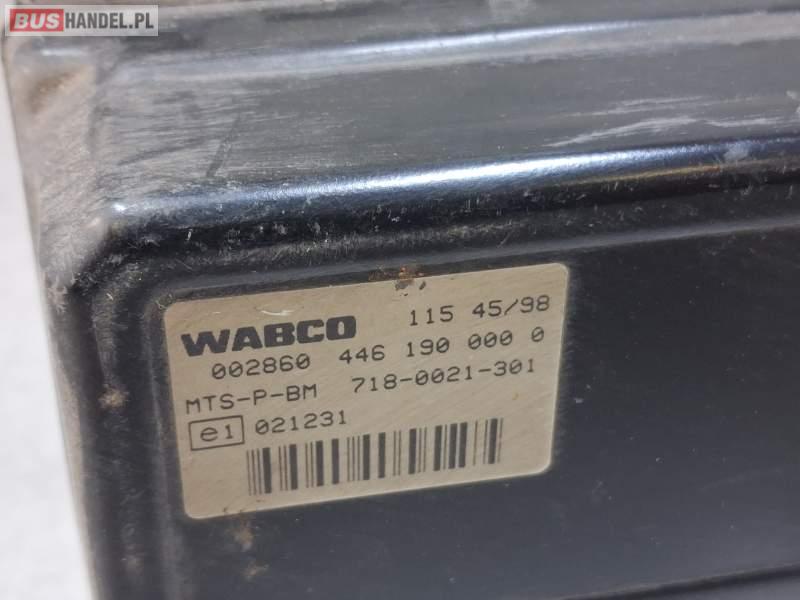 BUSHANDEL.PL
WABCO 115 45/98
002860 446 190 000 0
MTS-P-BM 718-0021-301
e1 021231